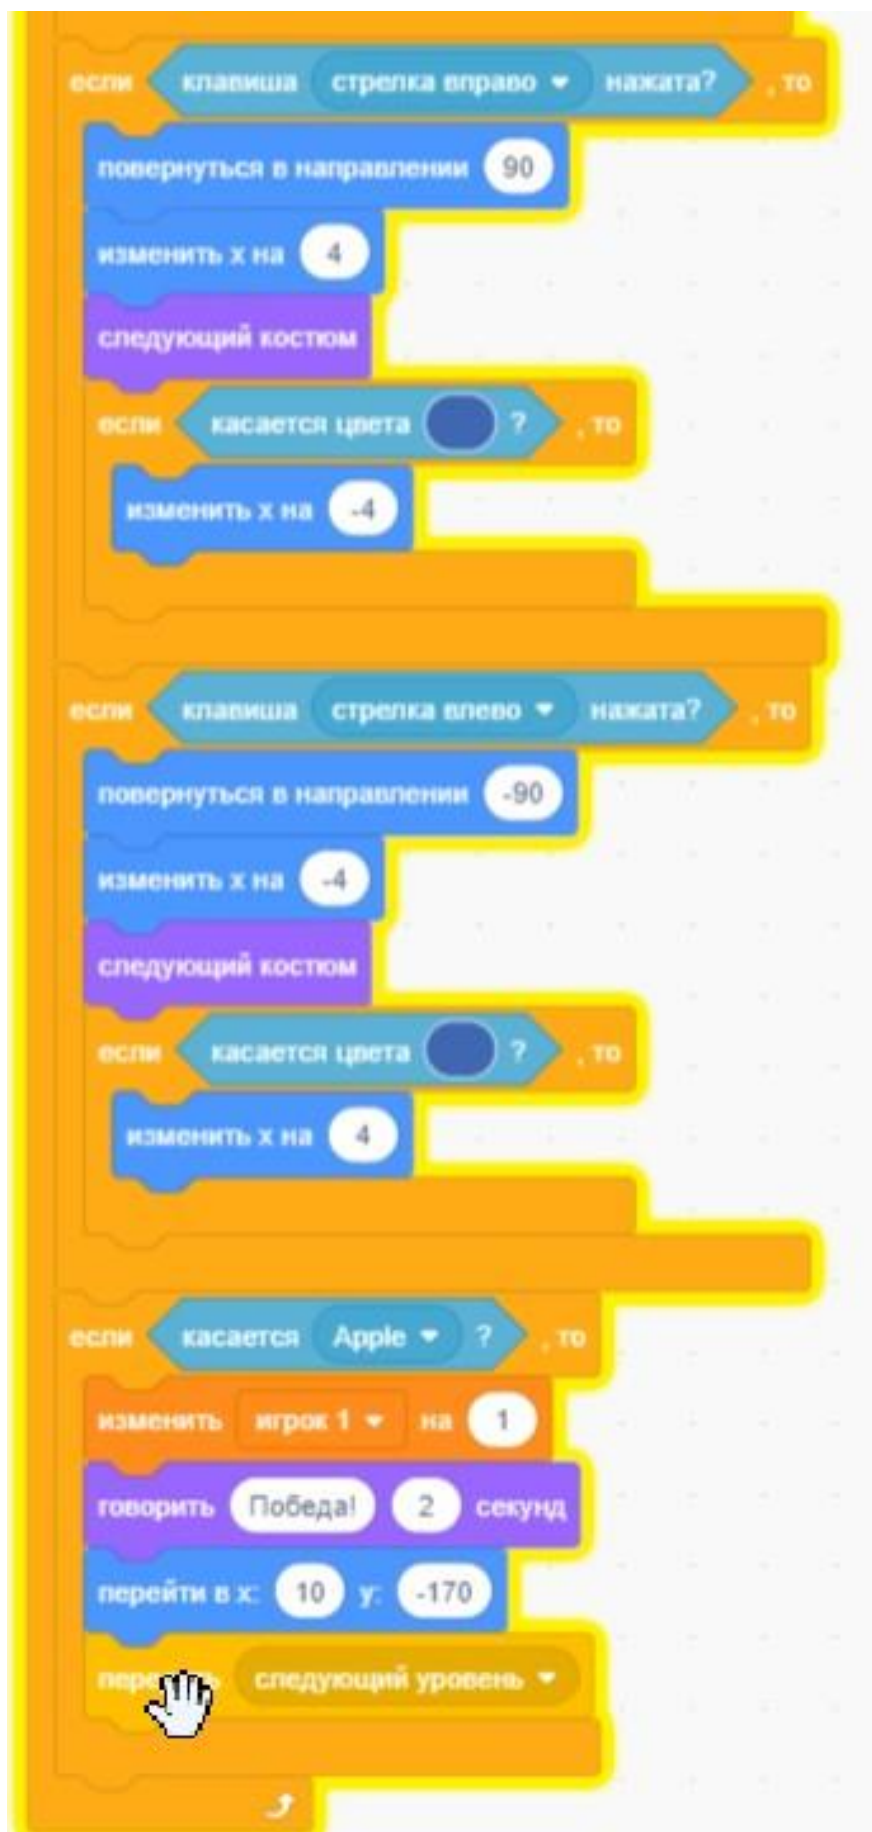 если клавиша стрелка вправо нажата? , то
повернуться в направлении 90
изменить x на 4
следующий костюм
если касается цвета ? , то
изменить x на -4
если клавиша стрелка влево нажата? , то
повернуться в направлении -90
изменить x на -4
следующий костюм
если касается цвета ? , то
изменить x на 4
если касается Apple ? , то
изменить игрок 1 на 1
говорить Победа! 2 секунд
перейти в x: 10 y: -170
следующий уровень